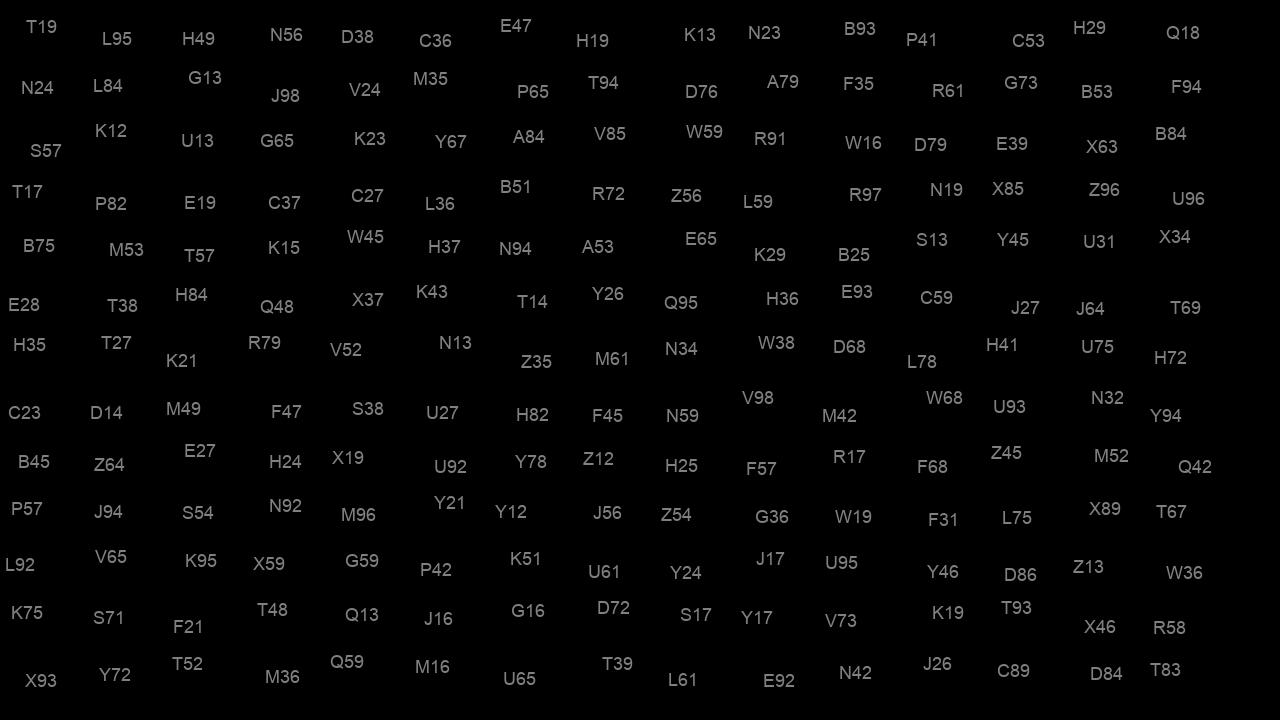 T19 L95 H49 N56 D38 C36 E47 H19 K13 N23 B93 P41 C53 H29 Q18
N24 L84 G13 J98 V24 M35 P65 T94 D76 A79 F35 R61 G73 B53 F94
S57 K12 U13 G65 K23 Y67 A84 V85 W59 R91 W16 D79 E39 X63 B84
T17 P82 E19 C37 C27 L36 B51 R72 Z56 L59 R97 N19 X85 Z96 U96
B75 M53 T57 K15 W45 H37 N94 A53 E65 K29 B25 S13 Y45 U31 X34
E28 T38 H84 Q48 X37 K43 T14 Y26 Q95 H36 E93 C59 J27 J64 T69
H35 T27 K21 R79 V52 N13 Z35 M61 N34 W38 D68 L78 H41 U75 H72
C23 D14 M49 F47 S38 U27 H82 F45 N59 V98 M42 W68 U93 N32 Y94
B45 Z64 E27 H24 X19 U92 Y78 Z12 H25 F57 R17 F68 Z45 M52 Q42
P57 J94 S54 N92 M96 Y21 Y12 J56 Z54 G36 W19 F31 L75 X89 T67
L92 V65 K95 X59 G59 P42 K51 U61 Y24 J17 U95 Y46 D86 Z13 W36
K75 S71 F21 T48 Q13 J16 G16 D72 S17 Y17 V73 K19 T93 X46 R58
X93 Y72 T52 M36 Q59 M16 U65 T39 L61 E92 N42 J26 C89 D84 T83